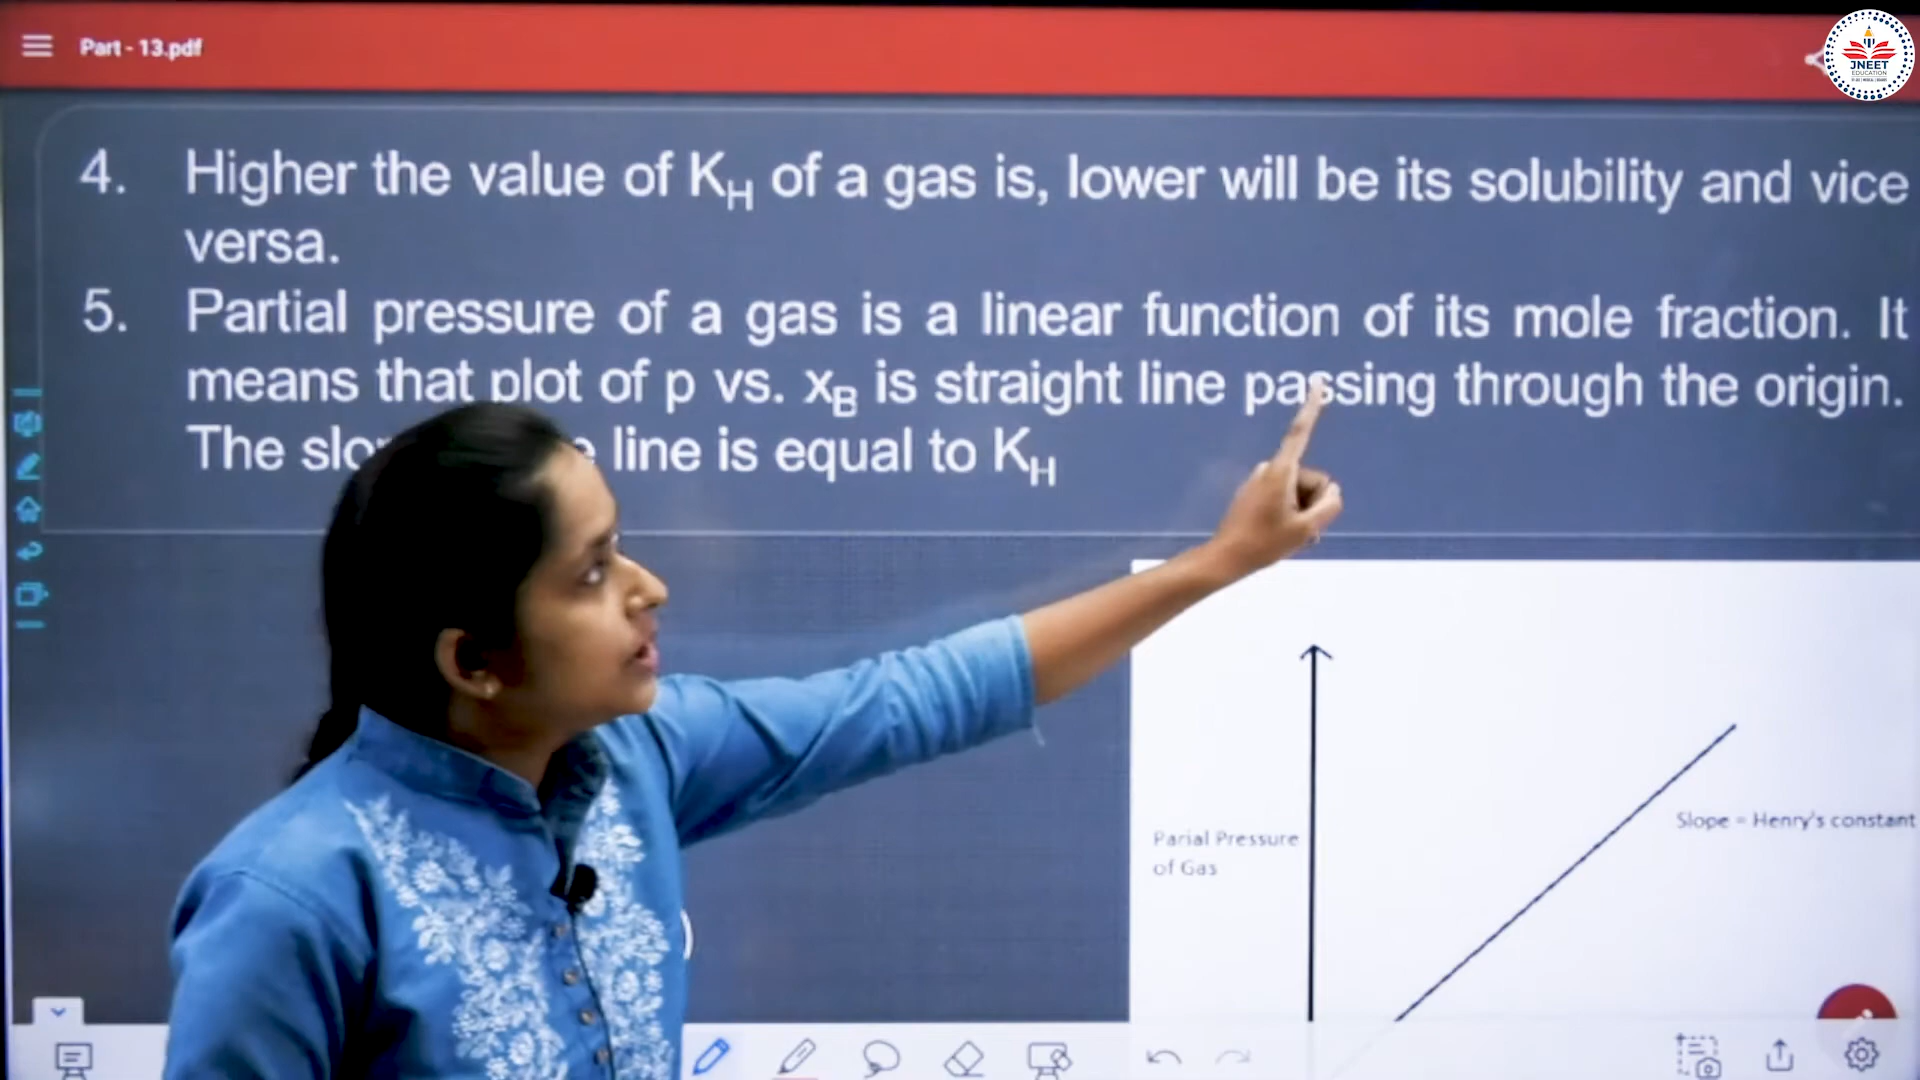 Part - 13.pdf
JNEET
EDUCATION
4. Higher the value of KH of a gas is, lower will be its solubility and vice
versa.
5. Partial pressure of a gas is a linear function of its mole fraction. It
means that plot of p vs. xB is straight line passing through the origin.
The slo line is equal to KH
Parial Pressure
of Gas
Slope = Henry's constant